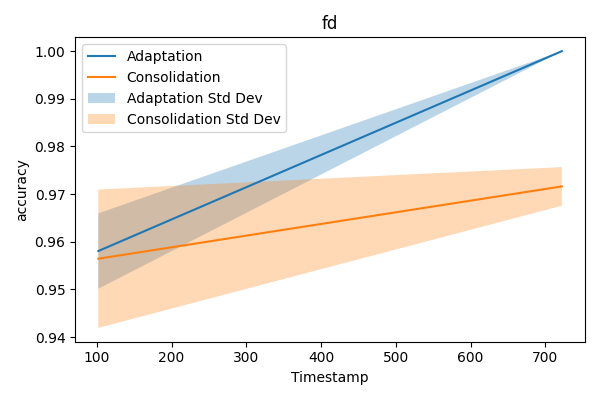 fd
Adaptation
Consolidation
Adaptation Std Dev
Consolidation Std Dev
accuracy
1.00
0.99
0.98
0.97
0.96
0.95
0.94
100 200 300 400 500 600 700
Timestamp